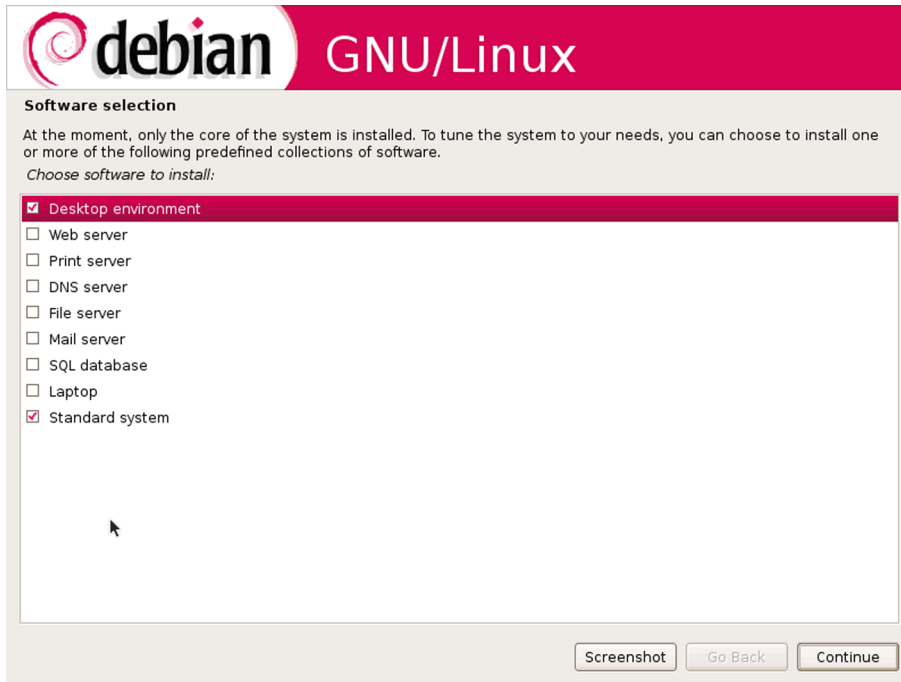 debian GNU/Linux
Software selection
At the moment, only the core of the system is installed. To tune the system to your needs, you can choose to install one
or more of the following predefined collections of software.
Choose software to install:
Desktop environment
Web server
Print server
DNS server
File server
Mail server
SQL database
Laptop
Standard system
Screenshot Go Back Continue